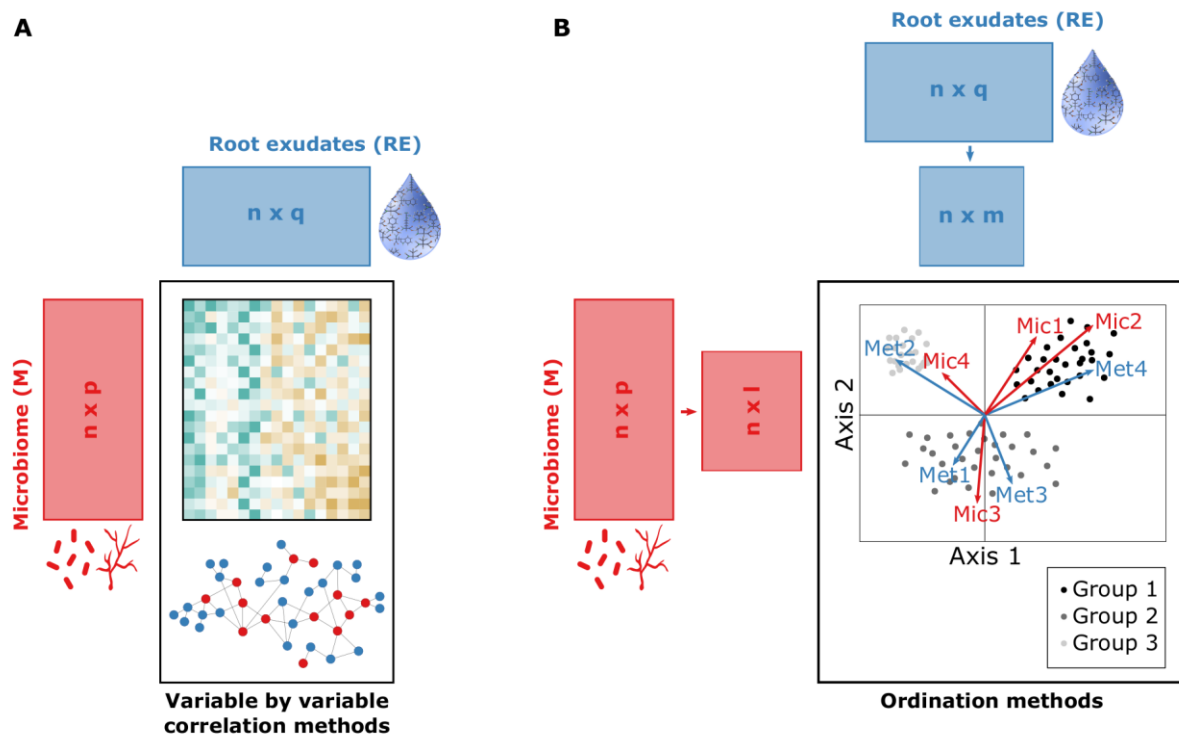 A
Root exudates (RE)
n x q
Microbiome (M)
n x p
Variable by variable
correlation methods
B
Root exudates (RE)
n x q
n x m
Microbiome (M)
n x p
n x l
Mic1
Mic2
Met2
Mic4
Met4
Axis 2
Met1
Met3
Mic3
Axis 1
Group 1
Group 2
Group 3
Ordination methods